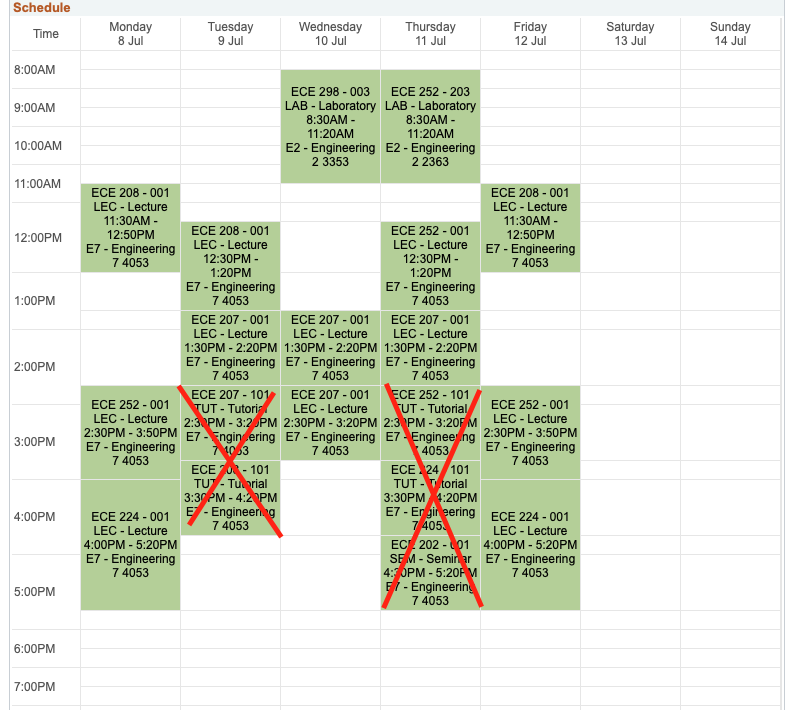 Schedule
Time
Monday
8 Jul
Tuesday
9 Jul
Wednesday
10 Jul
Thursday
11 Jul
Friday
12 Jul
Saturday
13 Jul
Sunday
14 Jul
8:00AM
9:00AM
10:00AM
11:00AM
12:00PM
1:00PM
2:00PM
3:00PM
4:00PM
5:00PM
6:00PM
7:00PM
ECE 208 - 001
LEC - Lecture
11:30AM -
12:50PM
E7 - Engineering
7 4053
ECE 252 - 001
LEC - Lecture
2:30PM - 3:50PM
E7 - Engineering
7 4053
ECE 224 - 001
LEC - Lecture
4:00PM - 5:20PM
E7 - Engineering
7 4053
ECE 208 - 001
LEC - Lecture
12:30PM -
1:20PM
E7 - Engineering
7 4053
ECE 207 - 001
LEC - Lecture
1:30PM - 2:20PM
E7 - Engineering
7 4053
ECE 207 - 101
TUT - Tutorial
2:30PM - 3:20PM
E7 - Engineering
7 4053
ECE - 101
TUT - Tutorial
3:30PM - 4:20PM
E7 - Engineering
7 4053
ECE 298 - 003
LAB - Laboratory
8:30AM -
11:20AM
E2 - Engineering
2 3353
ECE 207 - 001
LEC - Lecture
1:30PM - 2:20PM
E7 - Engineering
7 4053
ECE 207 - 001
LEC - Lecture
2:30PM - 3:20PM
E7 - Engineering
7 4053
ECE 252 - 203
LAB - Laboratory
8:30AM -
11:20AM
E2 - Engineering
2 2363
ECE 252 - 001
LEC - Lecture
12:30PM -
1:20PM
E7 - Engineering
7 4053
ECE 207 - 001
LEC - Lecture
1:30PM - 2:20PM
E7 - Engineering
7 4053
ECE 252 - 101
TUT - Tutorial
2:30PM - 3:20PM
E7 - Engineering
7 4053
ECE 224 - 101
TUT - Tutorial
3:30PM - 4:20PM
E7 - Engineering
7 4053
ECE 202 - 001
SEM - Seminar
4:30PM - 5:20PM
E7 - Engineering
7 4053
ECE 208 - 001
LEC - Lecture
11:30AM -
12:50PM
E7 - Engineering
7 4053
ECE 252 - 001
LEC - Lecture
2:30PM - 3:50PM
E7 - Engineering
7 4053
ECE 224 - 001
LEC - Lecture
4:00PM - 5:20PM
E7 - Engineering
7 4053